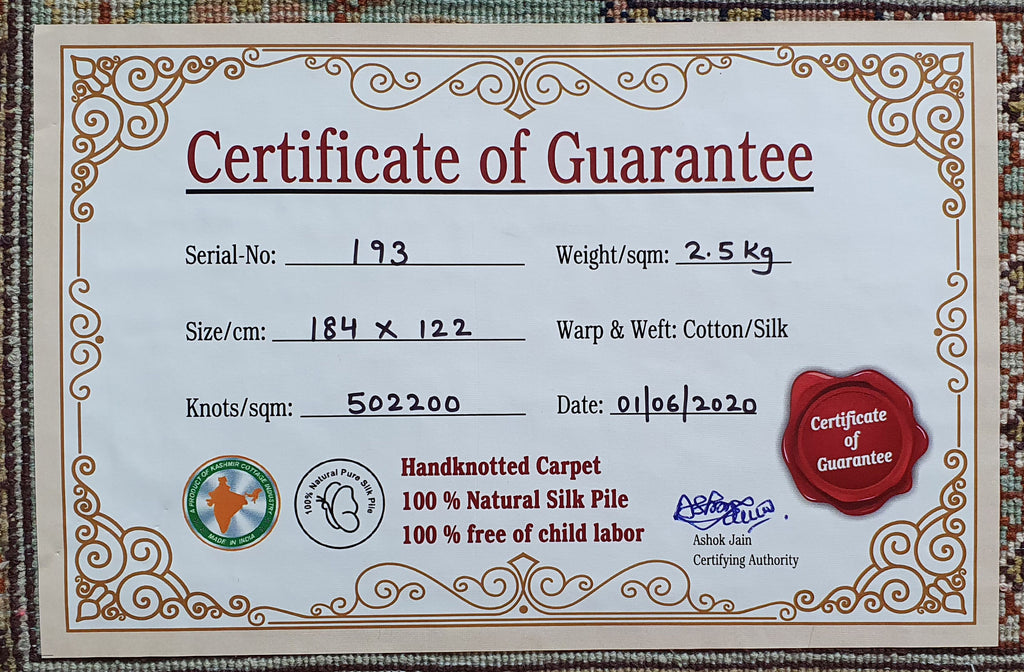 Certificate of Guarantee
Serial-No: 193
Weight/sqm: 2.5 kg
Size/cm: 184 x 122
Warp & Weft: Cotton/Silk
Knots/sqm: 502200
Date: 01/06/2020
Certificate
of
Guarantee
A PRODUCT OF KASHMIR COTTAGE INDUSTRY
MADE IN INDIA
100% Natural Pure Silk Pile
Handknotted Carpet
100 % Natural Silk Pile
100 % free of child labor
Ashok Jain
Certifying Authority